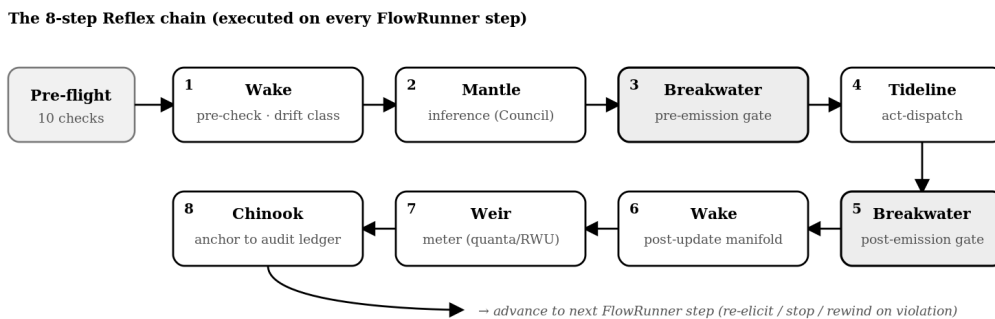 The 8-step Reflex chain (executed on every FlowRunner step)
Pre-flight
10 checks
1 Wake
pre-check · drift class
2 Mantle
inference (Council)
3 Breakwater
pre-emission gate
4 Tideline
act-dispatch
5 Breakwater
post-emission gate
6 Wake
post-update manifold
7 Weir
meter (quanta/RWU)
8 Chinook
anchor to audit ledger
→ advance to next FlowRunner step (re-elicit / stop / rewind on violation)